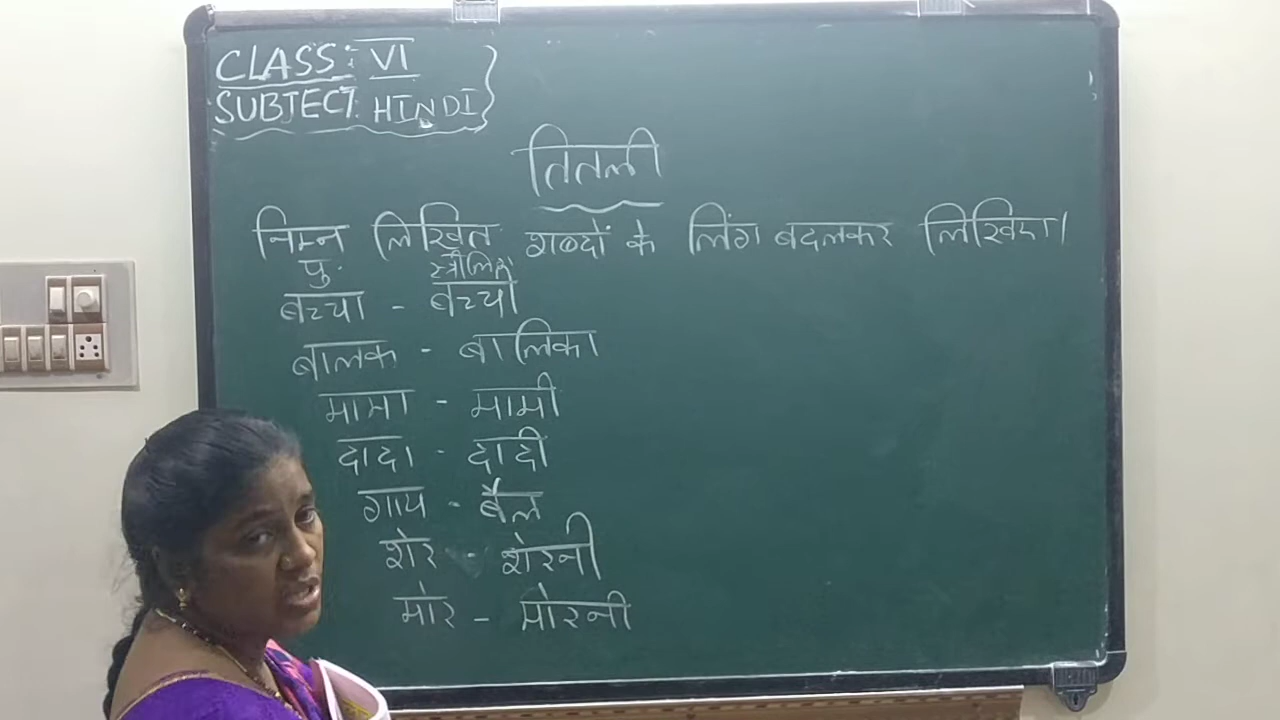 CLASS: VI
SUBJECT: HINDI
तितली
निम्न लिखित शब्दों के लिंग बदलकर लिखिए।
पु. स्त्रीलिंग
बच्चा - बच्ची
बालक - बालिका
मामा - मामी
दादा - दादी
गाय - बैल
शेर - शेरनी
मोर - मोरनी